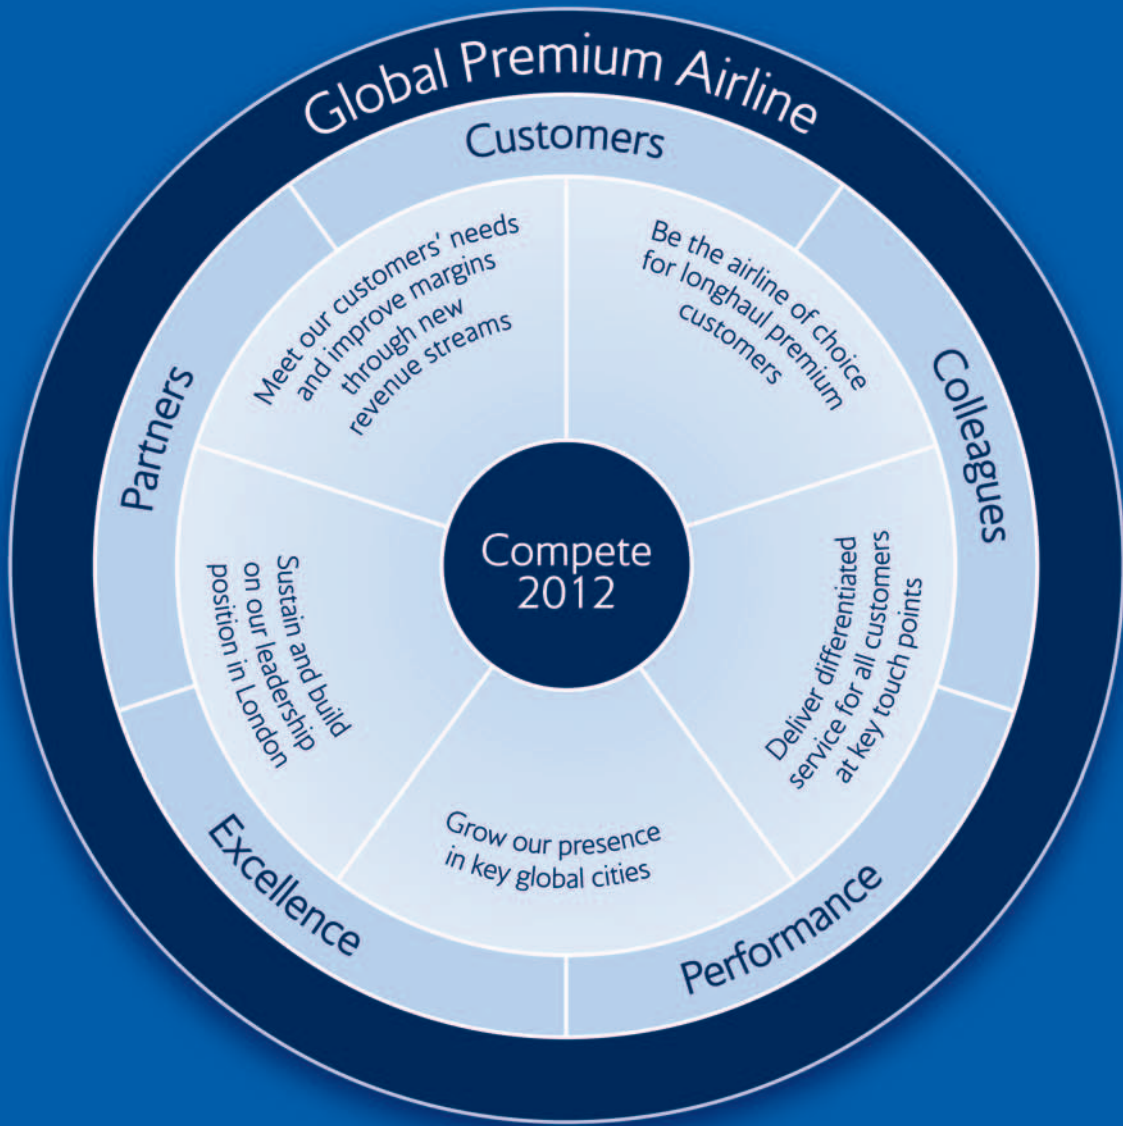 Global Premium Airline
Customers
Colleagues
Performance
Excellence
Partners
Be the airline of choice
for longhaul premium
customers
Deliver differentiated
service for all customers
at key touch points
Grow our presence
in key global cities
Sustain and build
on our leadership
position in London
Meet our customers' needs
and improve margins
through new
revenue streams
Compete
2012